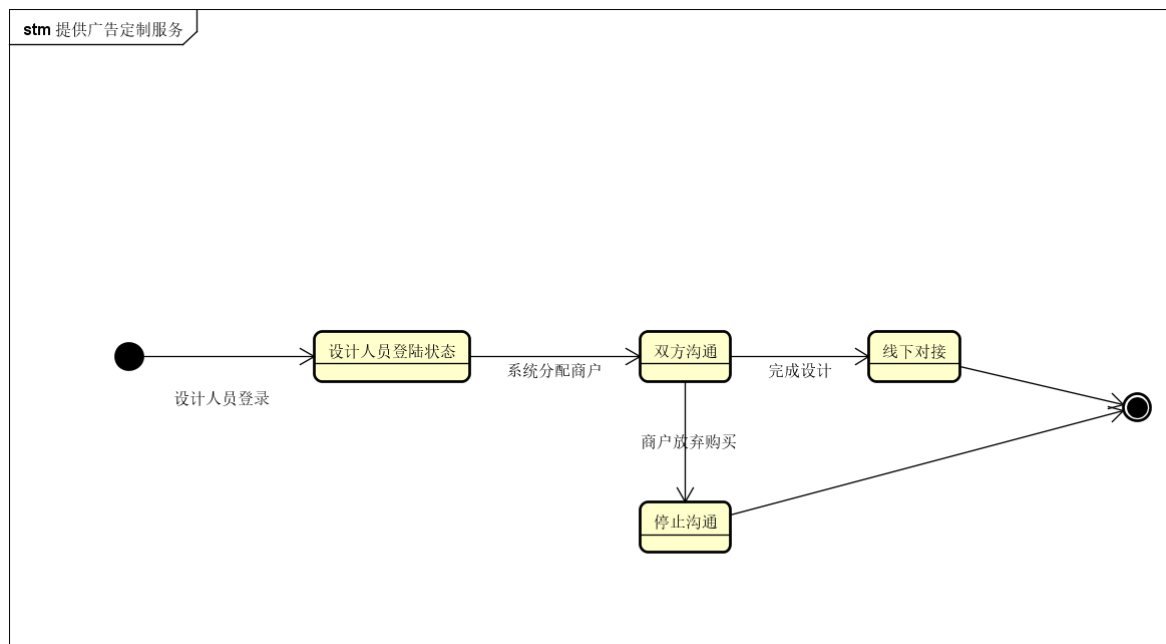 stm 提供广告定制服务
设计人员登陆状态
双方沟通
线下对接
系统分配商户
完成设计
设计人员登录
商户放弃购买
停止沟通